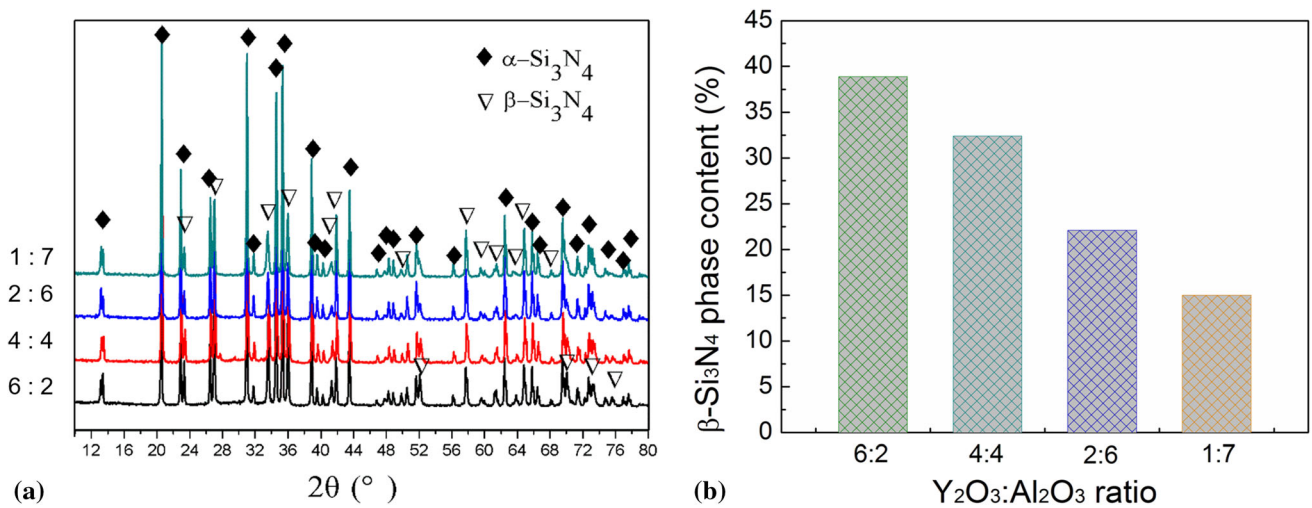 α–Si₃N₄
β–Si₃N₄
1 : 7
2 : 6
4 : 4
6 : 2
12 16 20 24 28 32 36 40 44 48 52 56 60 64 68 72 76 80
2θ (°)
(a)
β-Si₃N₄ phase content (%)
45
40
35
30
25
20
15
10
5
0
6:2 4:4 2:6 1:7
Y₂O₃:Al₂O₃ ratio
(b)